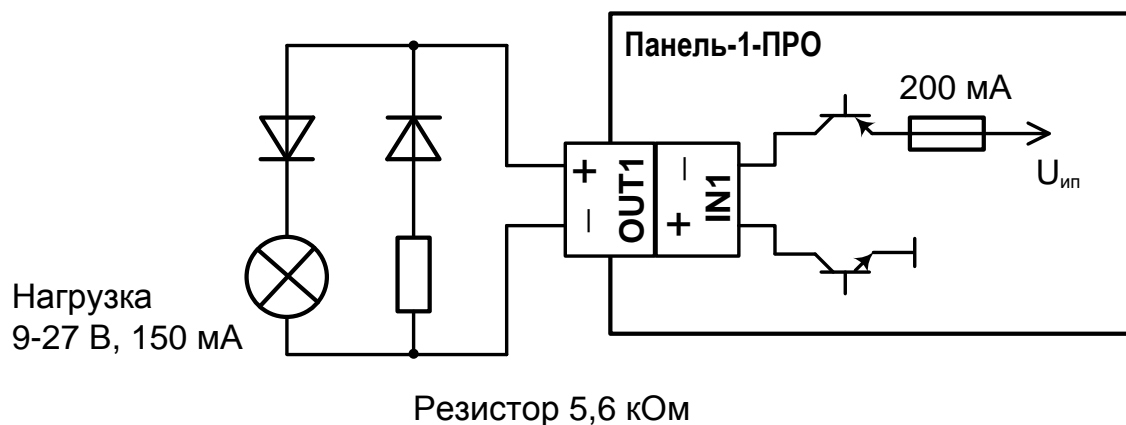 Панель-1-ПРО
200 мА
Uип
+ −
− +
OUT1
IN1
Нагрузка
9-27 В, 150 мА
Резистор 5,6 кОм